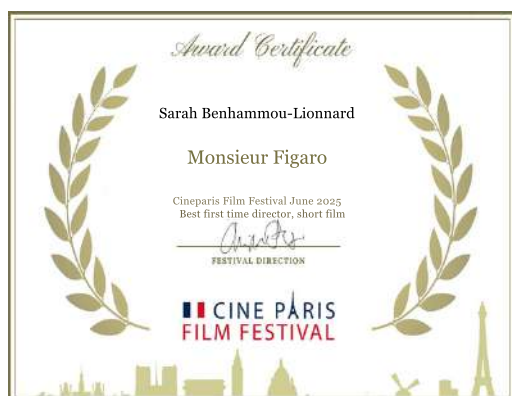 Award Certificate
Sarah Benhammou-Lionnard
Monsieur Figaro
Cineparis Film Festival June 2025
Best first time director, short film
FESTIVAL DIRECTION
CINE PARIS
FILM FESTIVAL